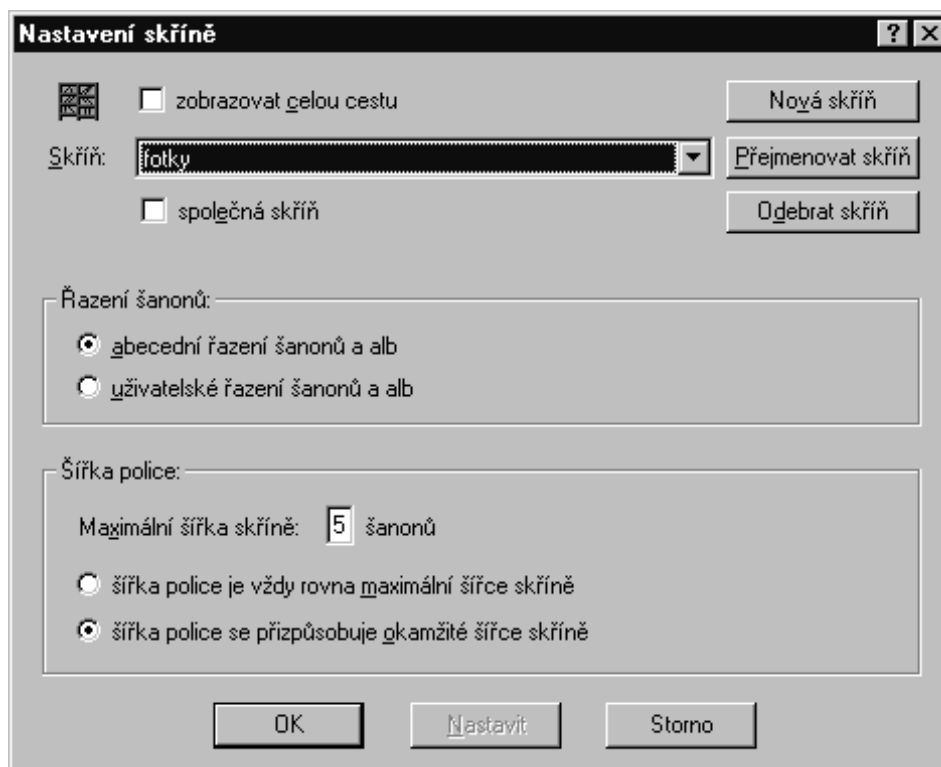 Nastavení skříně
zobrazovat celou cestu
Nová skříň
Skříň:
fotky
Přejmenovat skříň
společná skříň
Odebrat skříň
Řazení šanonů:
abecední řazení šanonů a alb
uživatelské řazení šanonů a alb
Šířka police:
Maximální šířka skříně: 5 šanonů
šířka police je vždy rovna maximální šířce skříně
šířka police se přizpůsobuje okamžité šířce skříně
OK
Nastavit
Storno